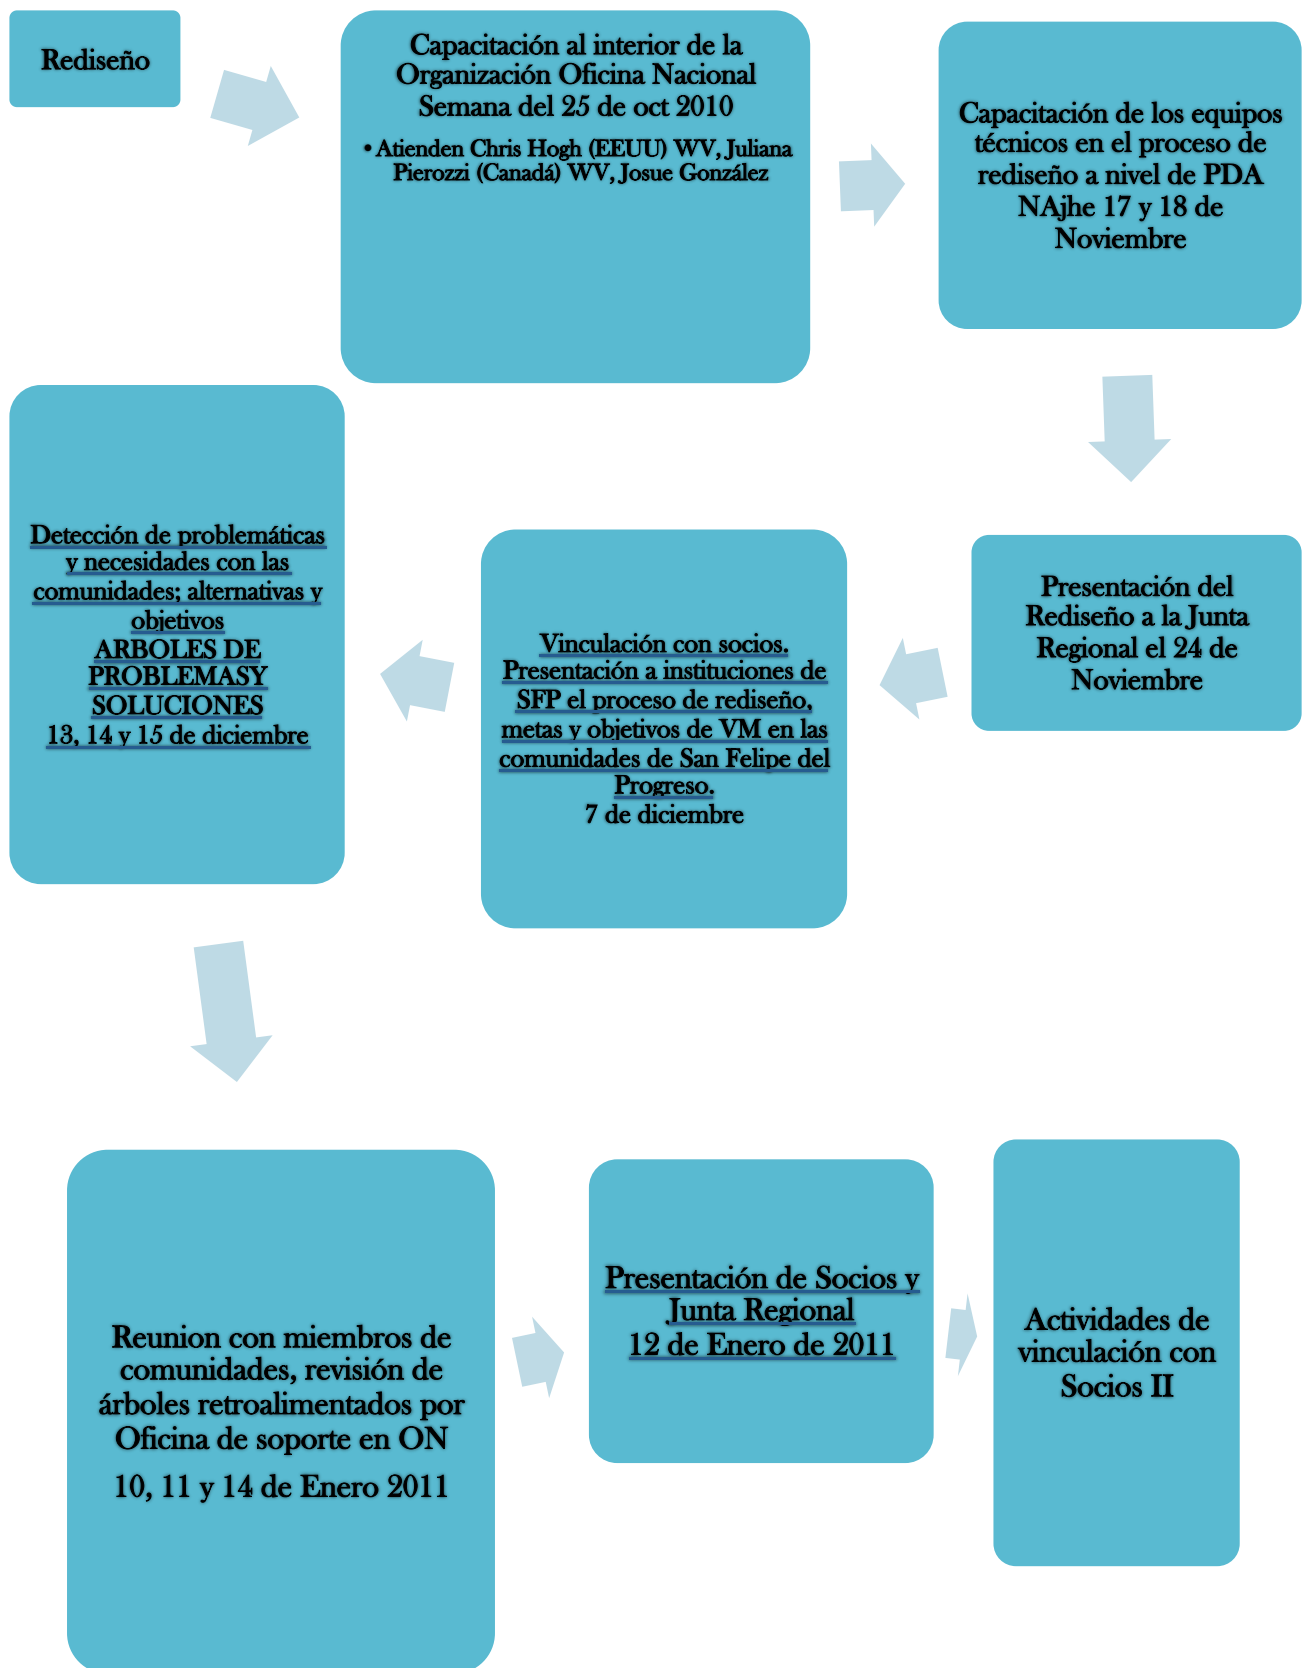 Rediseño
Capacitación al interior de la
Organización Oficina Nacional
Semana del 25 de oct 2010
• Atienden Chris Hogh (EEUU) WV, Juliana
Pierozzi (Canadá) WV, Josue González
Capacitación de los equipos
técnicos en el proceso de
rediseño a nivel de PDA
NAjhe 17 y 18 de
Noviembre
Presentación del
Rediseño a la Junta
Regional el 24 de
Noviembre
Vinculación con socios.
Presentación a instituciones de
SFP el proceso de rediseño,
metas y objetivos de VM en las
comunidades de San Felipe del
Progreso.
7 de diciembre
Detección de problemáticas
y necesidades con las
comunidades; alternativas y
objetivos
ARBOLES DE
PROBLEMASY
SOLUCIONES
13, 14 y 15 de diciembre
Reunion con miembros de
comunidades, revisión de
árboles retroalimentados por
Oficina de soporte en ON
10, 11 y 14 de Enero 2011
Presentación de Socios y
Junta Regional
12 de Enero de 2011
Actividades de
vinculación con
Socios II